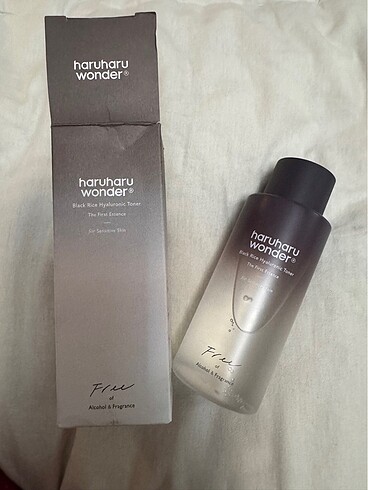 haruharu
wonder®
haruharu
wonder®
Black Rice Hyaluronic Toner
The First Essence
for Sensitive Skin
Free
of
Alcohol & Fragrance
haruharu
wonder®
Black Rice Hyaluronic Toner
The First Essence
Free
of
Alcohol & Fragrance